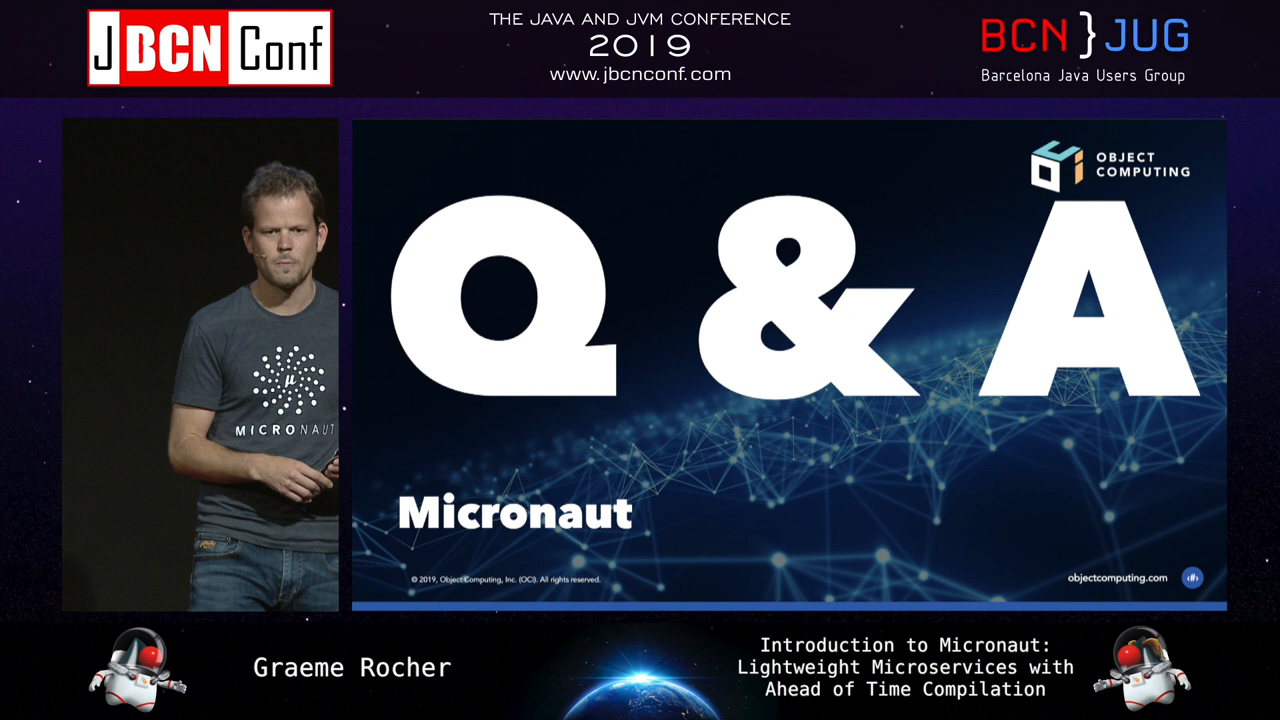 JBCNConf
THE JAVA AND JVM CONFERENCE
2019
www.jbcnconf.com
BCN}JUG
Barcelona Java Users Group
OBJECT
COMPUTING
Q & A
μ
MICRONAUT
Micronaut
© 2019, Object Computing, Inc. (OCI). All rights reserved.
objectcomputing.com
‹#›
Graeme Rocher
Introduction to Micronaut:
Lightweight Microservices with
Ahead of Time Compilation